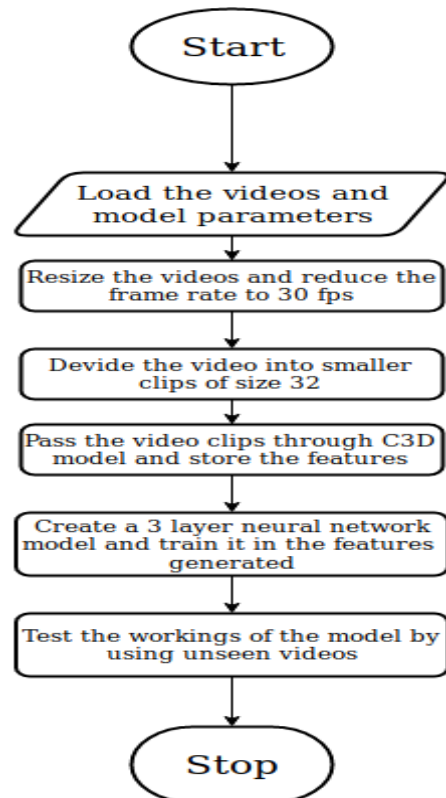 Start
Load the videos and
model parameters
Resize the videos and reduce the
frame rate to 30 fps
Devide the video into smaller
clips of size 32
Pass the video clips through C3D
model and store the features
Create a 3 layer neural network
model and train it in the features
generated
Test the workings of the model by
using unseen videos
Stop